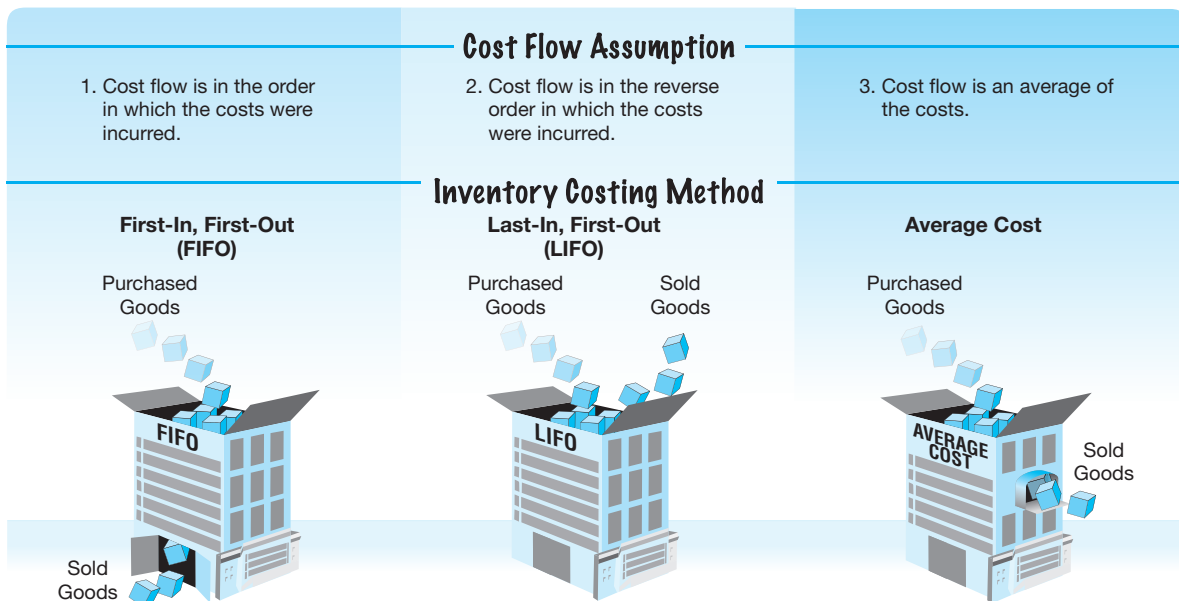 Cost Flow Assumption
1. Cost flow is in the order
in which the costs were
incurred.
2. Cost flow is in the reverse
order in which the costs
were incurred.
3. Cost flow is an average of
the costs.
Inventory Costing Method
First-In, First-Out
(FIFO)
Purchased
Goods
FIFO
Sold
Goods
Last-In, First-Out
(LIFO)
Purchased
Goods
Sold
Goods
LIFO
Average Cost
Purchased
Goods
AVERAGE
COST
Sold
Goods